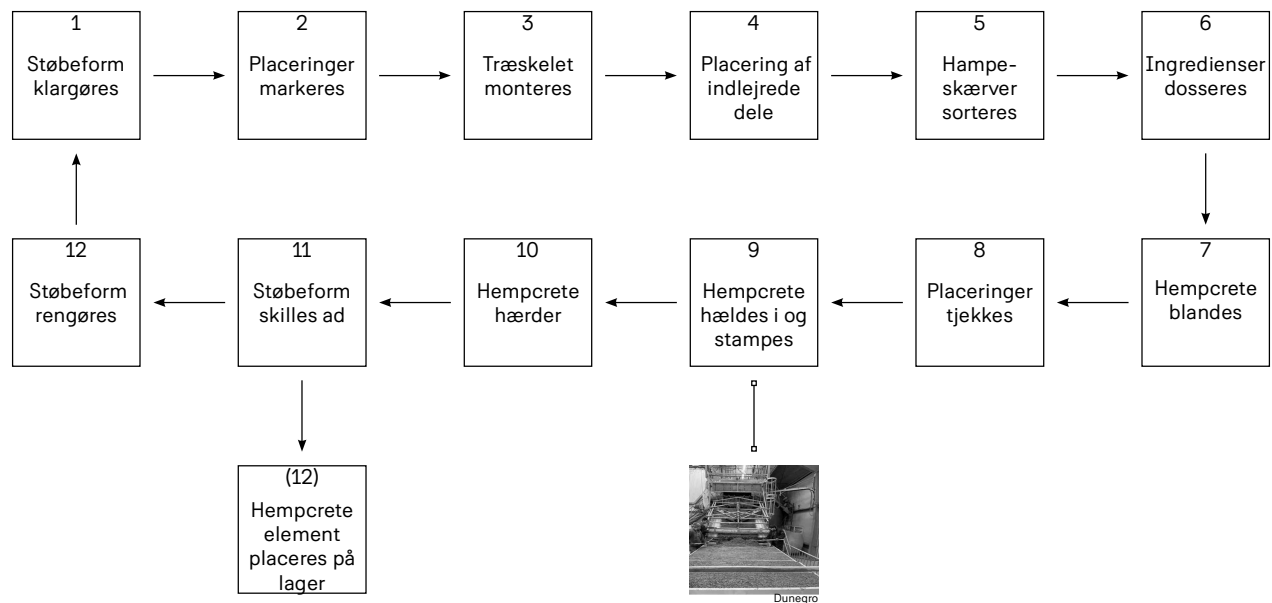 1
Støbeform
klargøres
2
Placeringer
markeres
3
Træskelet
monteres
4
Placering af
indlejrede
dele
5
Hampe-
skærver
sorteres
6
Ingredienser
dosseres
12
Støbeform
rengøres
11
Støbeform
skilles ad
10
Hempcrete
hærder
9
Hempcrete
hældes i og
stampes
8
Placeringer
tjekkes
7
Hempcrete
blandes
(12)
Hempcrete
element
placeres på
lager
Dunegro